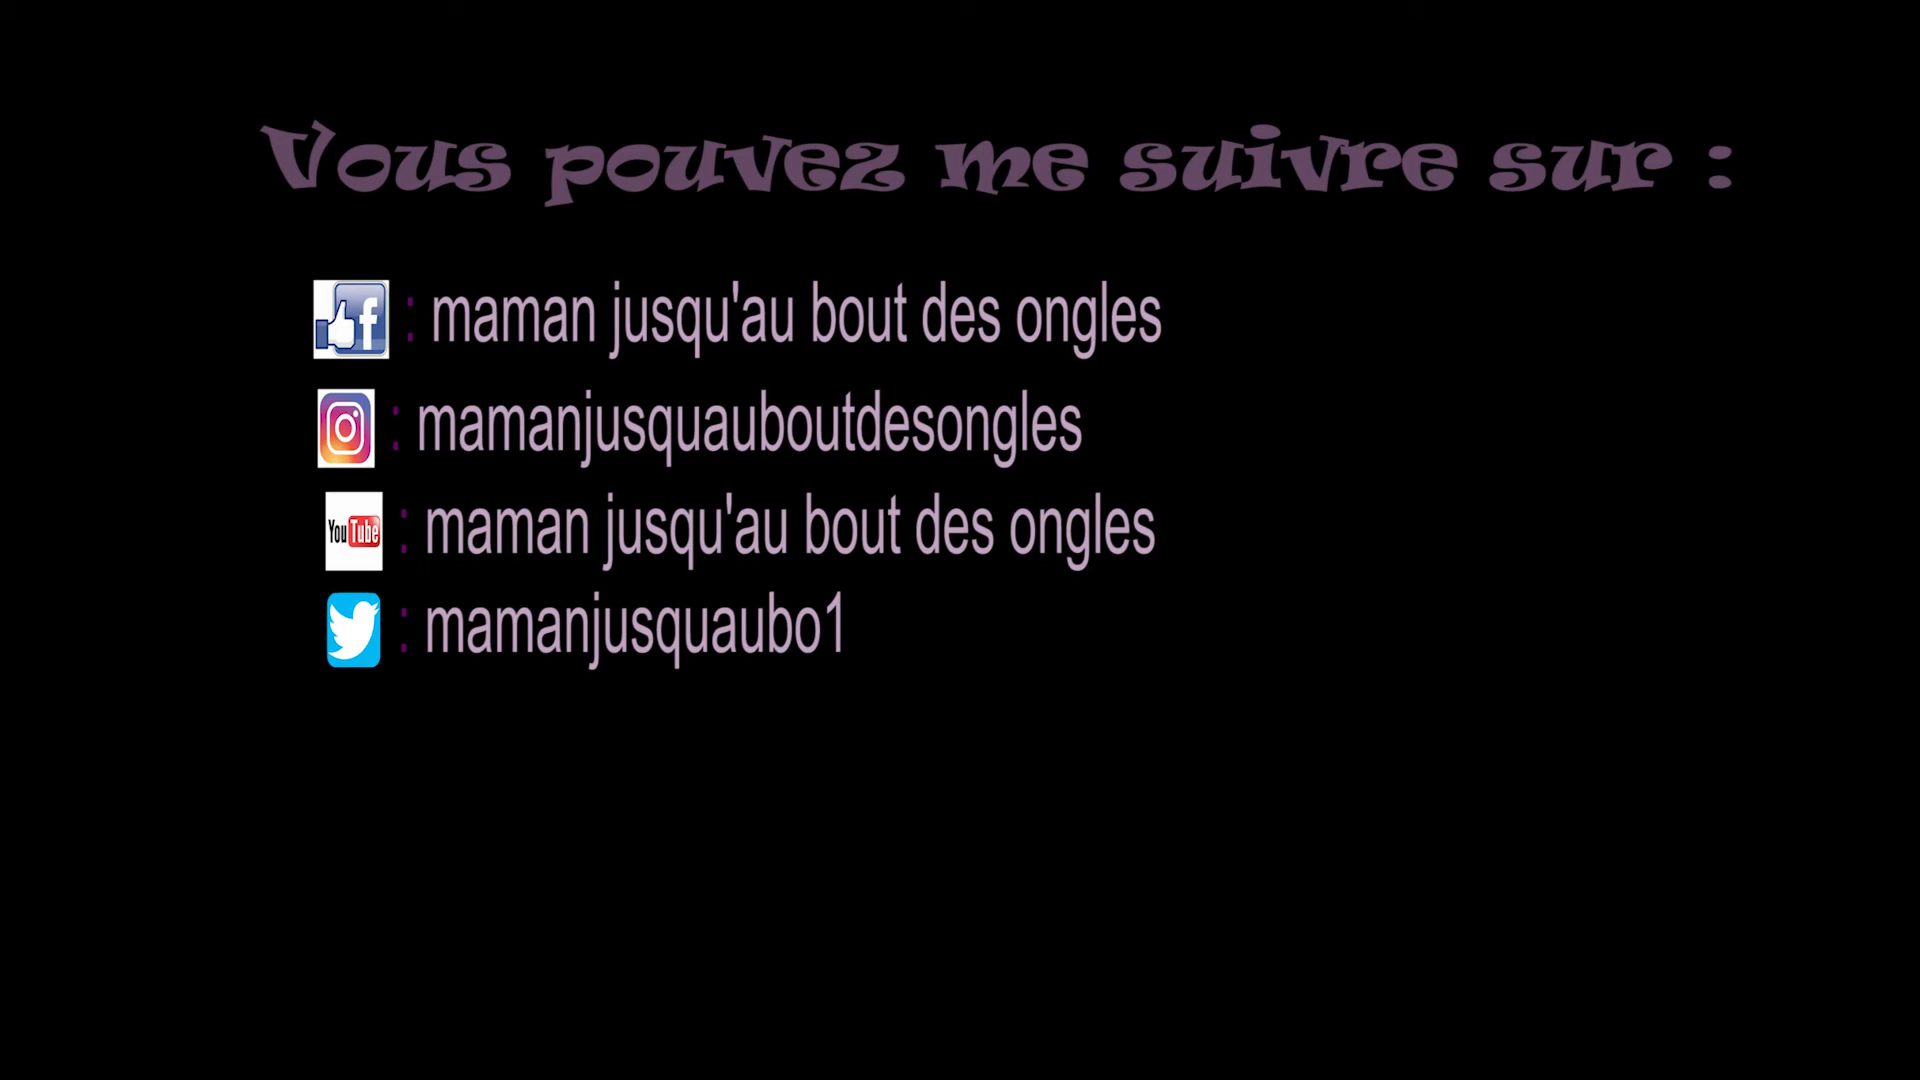 Vous pouvez me suivre sur :
: maman jusqu'au bout des ongles
: mamanjusquauboutdesongles
You Tube : maman jusqu'au bout des ongles
: mamanjusquaubo1